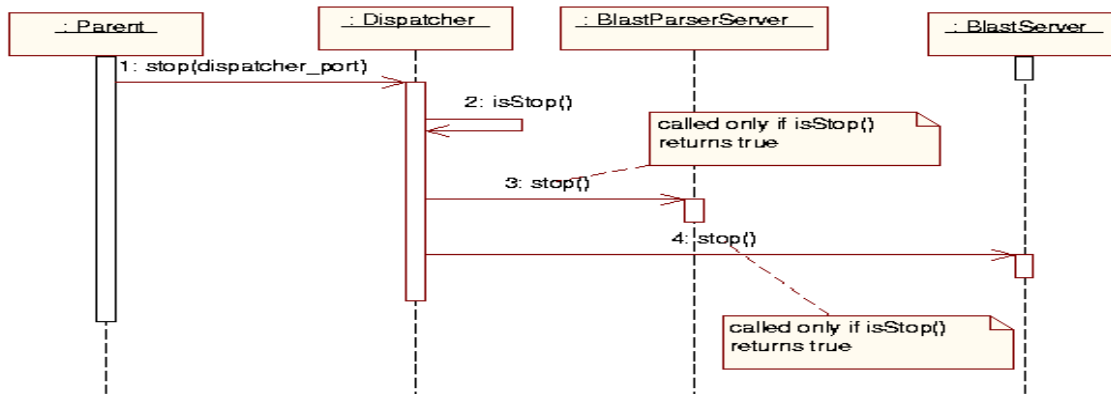 : Parent
: Dispatcher
: BlastParserServer
: BlastServer
1: stop(dispatcher_port)
2: isStop()
called only if isStop()
returns true
3: stop()
4: stop()
called only if isStop()
returns true